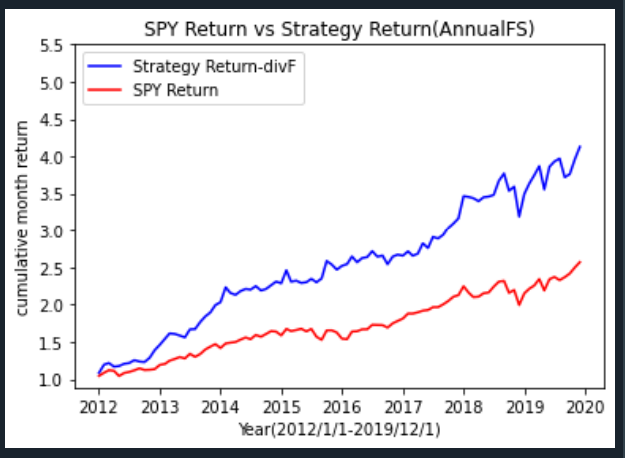 SPY Return vs Strategy Return(AnnualFS)
Strategy Return-divF
SPY Return
cumulative month return
5.5
5.0
4.5
4.0
3.5
3.0
2.5
2.0
1.5
1.0
2012 2013 2014 2015 2016 2017 2018 2019 2020
Year(2012/1/1-2019/12/1)